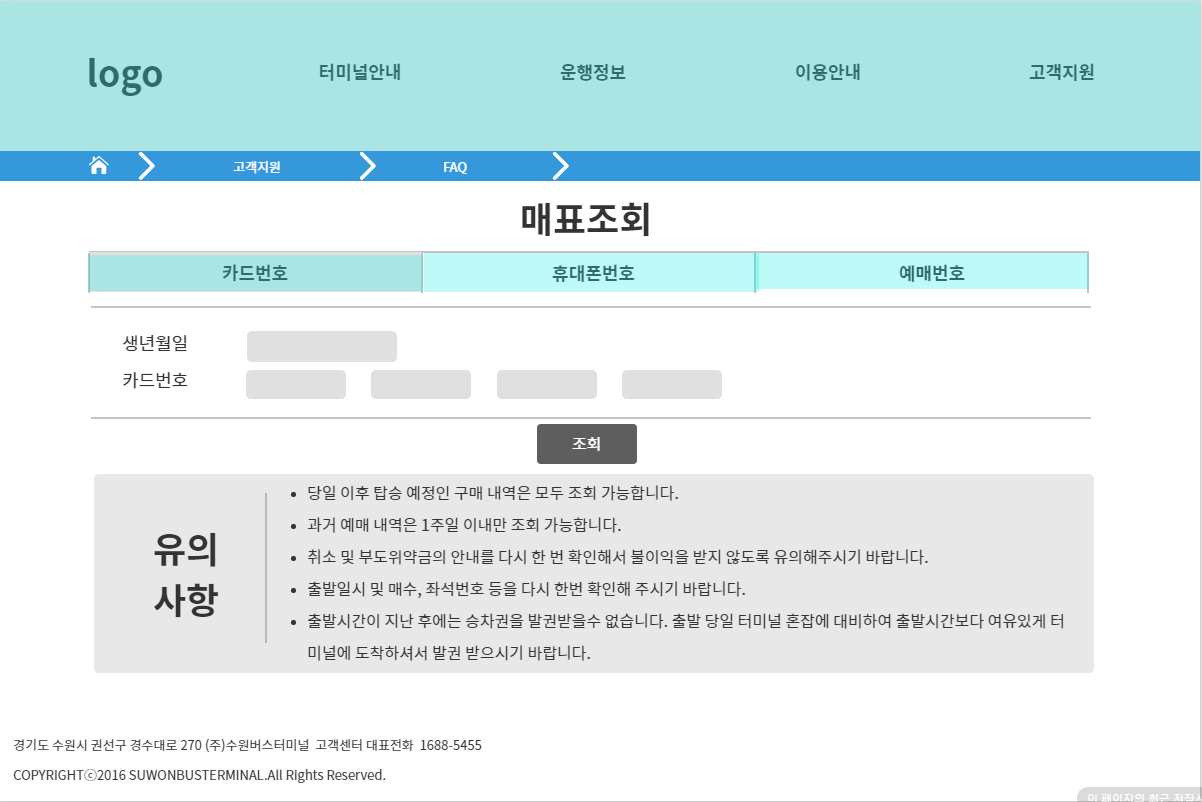 logo
터미널안내
운행정보
이용안내
고객지원
고객지원
FAQ
매표조회
카드번호
휴대폰번호
예매번호
생년월일
카드번호
조회
유의
사항
당일 이후 탑승 예정인 구매 내역은 모두 조회 가능합니다.
과거 예매 내역은 1주일 이내만 조회 가능합니다.
취소 및 부도위약금의 안내를 다시 한 번 확인해서 불이익을 받지 않도록 유의해주시기 바랍니다.
출발일시 및 매수, 좌석번호 등을 다시 한번 확인해 주시기 바랍니다.
출발시간이 지난 후에는 승차권을 발권받을수 없습니다. 출발 당일 터미널 혼잡에 대비하여 출발시간보다 여유있게 터
미널에 도착하셔서 발권 받으시기 바랍니다.
경기도 수원시 권선구 경수대로 270 (주)수원버스터미널 고객센터 대표전화 1688-5455
COPYRIGHTⓒ2016 SUWONBUSTERMINAL.All Rights Reserved.
이 페이지의 최근 저장